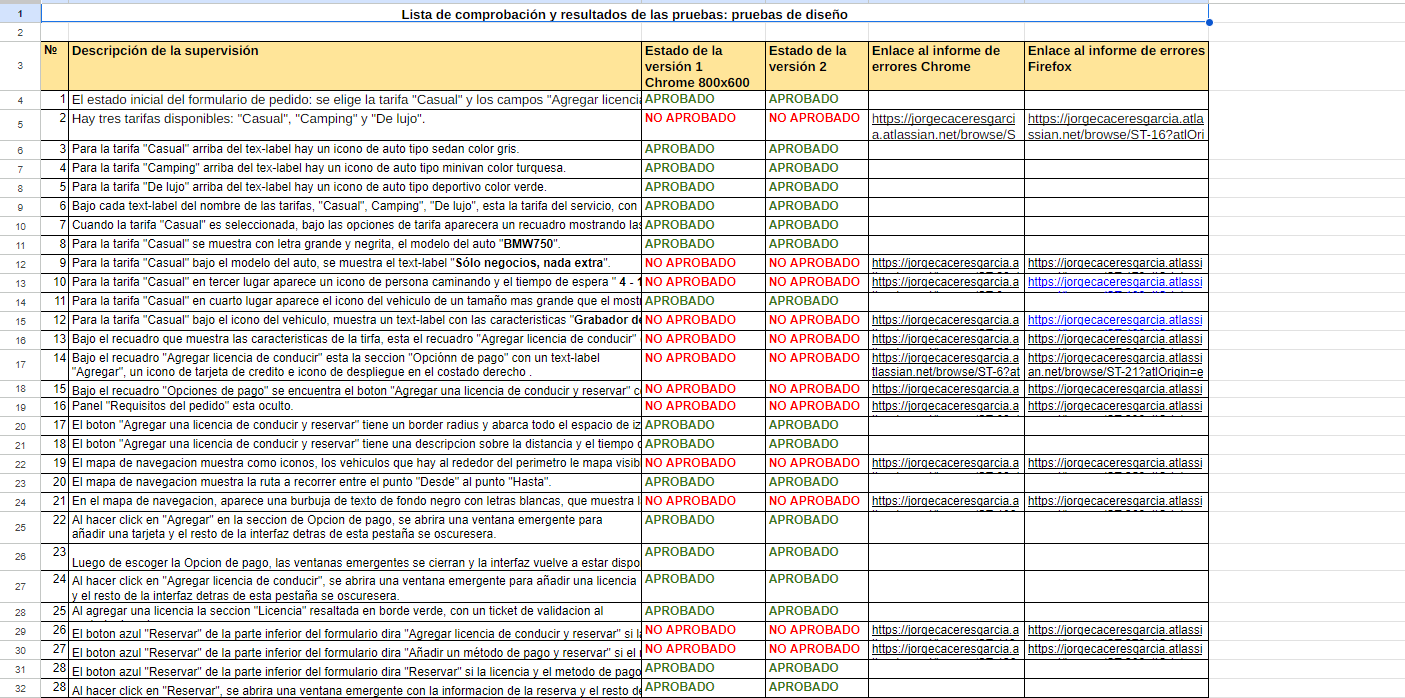 1 Lista de comprobación y resultados de las pruebas: pruebas de diseño
2
3 № Descripción de la supervisión Estado de la versión 1 Chrome 800x600 Estado de la versión 2 Enlace al informe de errores Chrome Enlace al informe de errores Firefox
4 1 El estado inicial del formulario de pedido: se elige la tarifa "Casual" y los campos "Agregar licencia APROBADO APROBADO
5 2 Hay tres tarifas disponibles: "Casual", "Camping" y "De lujo". NO APROBADO NO APROBADO https://jorgecaceresgarci a.atlassian.net/browse/S https://jorgecaceresgarcia.atla ssian.net/browse/ST-16?atlOri
6 3 Para la tarifa "Casual" arriba del tex-label hay un icono de auto tipo sedan color gris. APROBADO APROBADO
7 4 Para la tarifa "Camping" arriba del tex-label hay un icono de auto tipo minivan color turquesa. APROBADO APROBADO
8 5 Para la tarifa "De lujo" arriba del tex-label hay un icono de auto tipo deportivo color verde. APROBADO APROBADO
9 6 Bajo cada text-label del nombre de las tarifas, "Casual", Camping", "De lujo", esta la tarifa del servicio, con APROBADO APROBADO
10 7 Cuando la tarifa "Casual" es seleccionada, bajo las opciones de tarifa aparecera un recuadro mostrando las APROBADO APROBADO
11 8 Para la tarifa "Casual" se muestra con letra grande y negrita, el modelo del auto "BMW750". APROBADO APROBADO
12 9 Para la tarifa "Casual" bajo el modelo del auto, se muestra el text-label "Sólo negocios, nada extra". NO APROBADO NO APROBADO https://jorgecaceresgarcia.a https://jorgecaceresgarcia.atlassi
13 10 Para la tarifa "Casual" en tercer lugar aparece un icono de persona caminando y el tiempo de espera " 4 - 1 NO APROBADO NO APROBADO https://jorgecaceresgarcia.a https://jorgecaceresgarcia.atlassi
14 11 Para la tarifa "Casual" en cuarto lugar aparece el icono del vehiculo de un tamaño mas grande que el mostr APROBADO APROBADO
15 12 Para la tarifa "Casual" bajo el icono del vehiculo, muestra un text-label con las caracteristicas "Grabador de NO APROBADO NO APROBADO https://jorgecaceresgarcia.a https://jorgecaceresgarcia.atlassi
16 13 Bajo el recuadro que muestra las caracteristicas de la tirfa, esta el recuadro "Agregar licencia de conducir" NO APROBADO NO APROBADO https://jorgecaceresgarcia.a https://jorgecaceresgarcia.atlassi
17 14 Bajo el recuadro "Agregar licencia de conducir" esta la seccion "Opciónn de pago" con un text-label "Agregar", un icono de tarjeta de credito e icono de despliegue en el costado derecho . NO APROBADO NO APROBADO https://jorgecaceresgarcia.a tlassian.net/browse/ST-6?at https://jorgecaceresgarcia.atlassi an.net/browse/ST-21?atlOrigin=e
18 15 Bajo el recuadro "Opciones de pago" se encuentra el boton "Agregar una licencia de conducir y reservar" co NO APROBADO NO APROBADO https://jorgecaceresgarcia.a https://jorgecaceresgarcia.atlassi
19 16 Panel "Requisitos del pedido" esta oculto. NO APROBADO NO APROBADO https://jorgecaceresgarcia.a https://jorgecaceresgarcia.atlassi
20 17 El boton "Agregar una licencia de conducir y reservar" tiene un border radius y abarca todo el espacio de iz APROBADO APROBADO
21 18 El boton "Agregar una licencia de conducir y reservar" tiene una descripcion sobre la distancia y el tiempo APROBADO APROBADO
22 19 El mapa de navegacion muestra como iconos, los vehiculos que hay al rededor del perimetro le mapa visibl NO APROBADO NO APROBADO https://jorgecaceresgarcia.a https://jorgecaceresgarcia.atlassi
23 20 El mapa de navegacion muestra la ruta a recorrer entre el punto "Desde" al punto "Hasta". APROBADO APROBADO
24 21 En el mapa de navegacion, aparece una burbuja de texto de fondo negro con letras blancas, que muestra NO APROBADO NO APROBADO https://jorgecaceresgarcia.a https://jorgecaceresgarcia.atlassi
25 22 Al hacer click en "Agregar" en la seccion de Opcion de pago, se abrira una ventana emergente para añadir una tarjeta y el resto de la interfaz detras de esta pestaña se oscuresera. APROBADO APROBADO
26 23 Luego de escoger la Opcion de pago, las ventanas emergentes se cierran y la interfaz vuelve a estar dispo APROBADO APROBADO
27 24 Al hacer click en "Agregar licencia de conducir", se abrira una ventana emergente para añadir una licencia y el resto de la interfaz detras de esta pestaña se oscuresera. APROBADO APROBADO
28 25 Al agregar una licencia la seccion "Licencia" resaltada en borde verde, con un ticket de validacion al APROBADO APROBADO
29 26 El boton azul "Reservar" de la parte inferior del formulario dira "Agregar licencia de conducir y reservar" si la NO APROBADO NO APROBADO https://jorgecaceresgarcia.a https://jorgecaceresgarcia.atlassi
30 27 El boton azul "Reservar" de la parte inferior del formulario dira "Añadir un método de pago y reservar" si el NO APROBADO NO APROBADO https://jorgecaceresgarcia.a https://jorgecaceresgarcia.atlassi
31 28 El boton azul "Reservar" de la parte inferior del formulario dira "Reservar" si la licencia y el metodo de pago APROBADO APROBADO
32 28 Al hacer click en "Reservar", se abrira una ventana emergente con la informacion de la reserva y el resto de APROBADO APROBADO